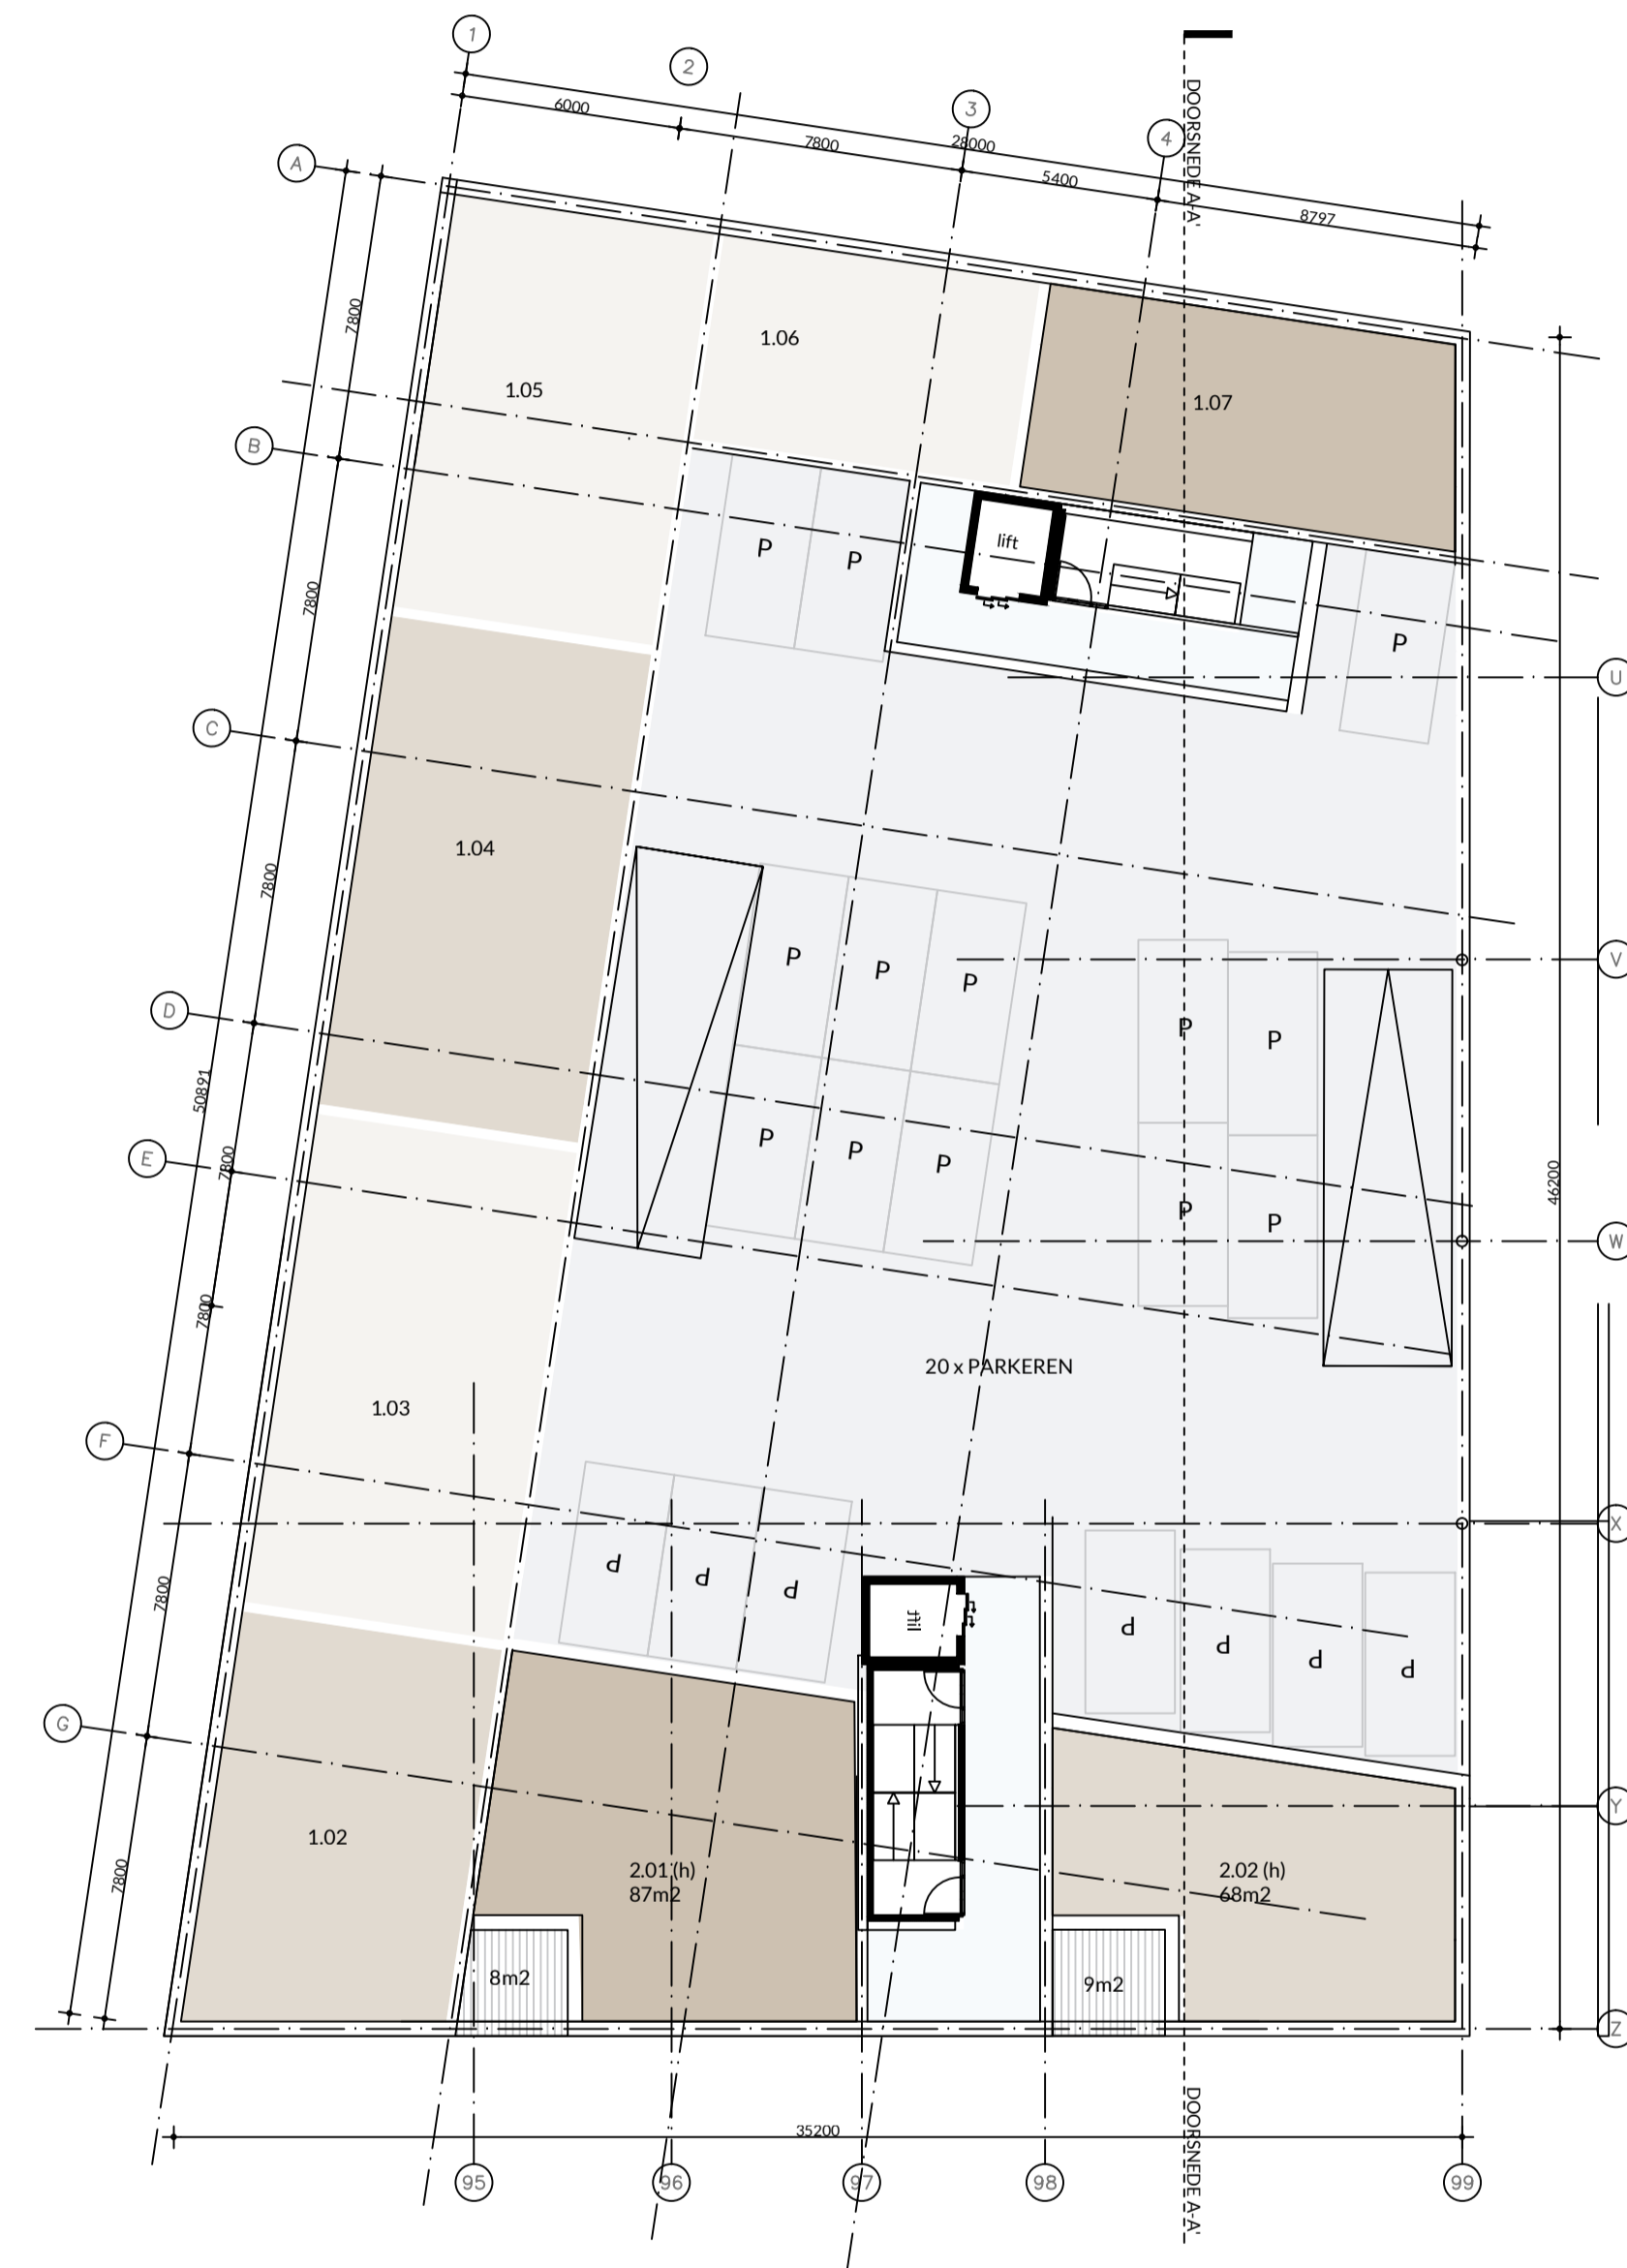 1
2
3
4
DOORSNEDE A-A'
6000
7800
28000
5400
8797
A
7800
1.06
1.05
1.07
B
lift
P
P
7800
P
U
C
1.04
7800
V
P
P
P
D
P
P
50891
P
P
P
7800
E
46200
P
P
W
7800
20 x PARKEREN
1.03
F
X
P
P
P
7800
lift
P
P
P
P
G
Y
1.02
7800
2.01 (h)
87m2
2.02 (h)
68m2
8m2
9m2
Z
35200
DOORSNEDE A-A'
95
96
97
98
99